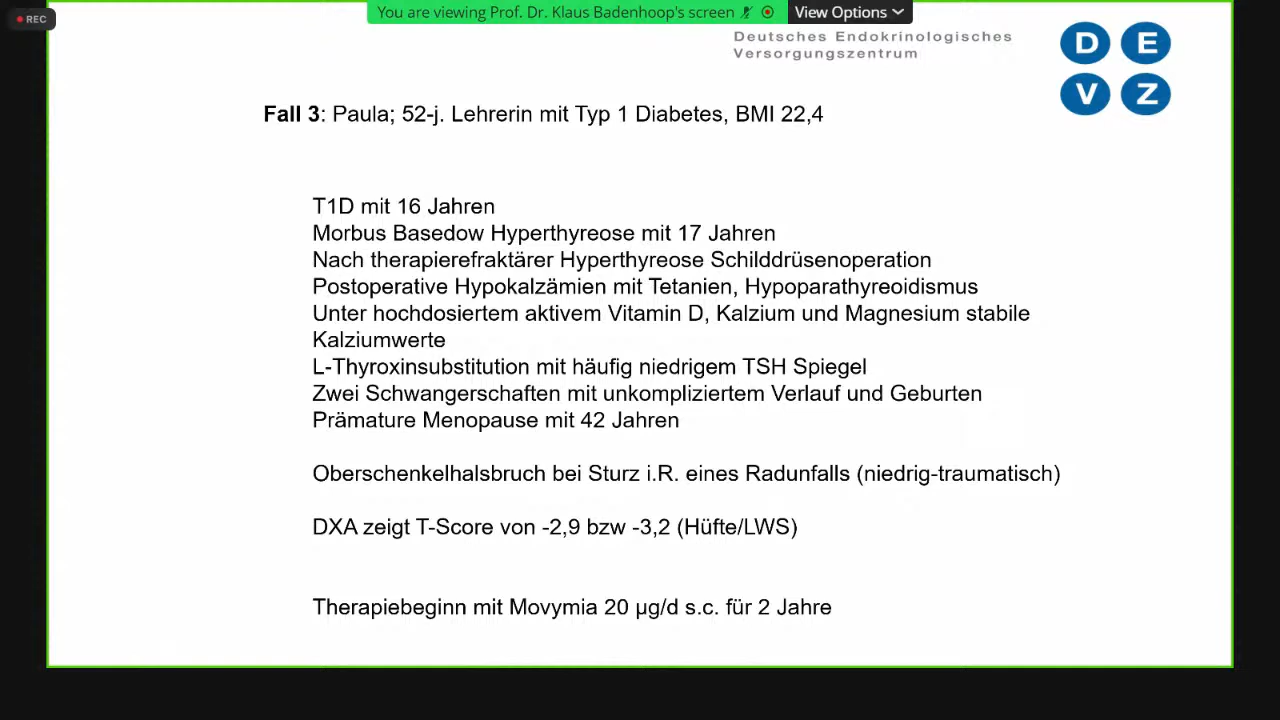 REC
You are viewing Prof. Dr. Klaus Badenhoop's screen
View Options
Deutsches Endokrinologisches
Versorgungszentrum
D E
V Z
Fall 3: Paula; 52-j. Lehrerin mit Typ 1 Diabetes, BMI 22,4
T1D mit 16 Jahren
Morbus Basedow Hyperthyreose mit 17 Jahren
Nach therapierefraktärer Hyperthyreose Schilddrüsenoperation
Postoperative Hypokalzämien mit Tetanien, Hypoparathyreoidismus
Unter hochdosiertem aktivem Vitamin D, Kalzium und Magnesium stabile
Kalziumwerte
L-Thyroxinsubstitution mit häufig niedrigem TSH Spiegel
Zwei Schwangerschaften mit unkompliziertem Verlauf und Geburten
Prämature Menopause mit 42 Jahren
Oberschenkelhalsbruch bei Sturz i.R. eines Radunfalls (niedrig-traumatisch)
DXA zeigt T-Score von -2,9 bzw -3,2 (Hüfte/LWS)
Therapiebeginn mit Movymia 20 µg/d s.c. für 2 Jahre